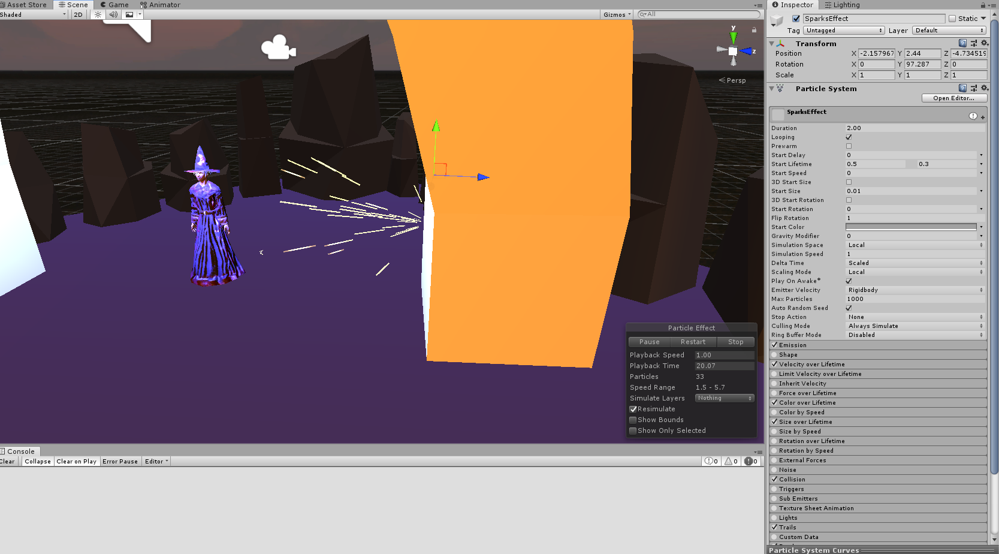 Asset Store Scene Game Animator
Shaded 2D Gizmos All
y
z
Persp
Particle Effect
Pause Restart Stop
Playback Speed 1.00
Playback Time 20.07
Particles 33
Speed Range 1.5 - 5.7
Simulate Layers Nothing
Resimulate
Show Bounds
Show Only Selected
Console
Clear Collapse Clear on Play Error Pause Editor 0 0 0
Inspector Lighting
SparksEffect Static
Tag Untagged Layer Default
Transform
Position X -2.157967 Y 2.44 Z -4.734519
Rotation X 0 Y 97.287 Z 0
Scale X 1 Y 1 Z 1
Particle System
Open Editor...
SparksEffect
Duration 2.00
Looping
Prewarm
Start Delay 0
Start Lifetime 0.5 0.3
Start Speed 0
3D Start Size
Start Size 0.01
3D Start Rotation
Start Rotation 0
Flip Rotation 1
Start Color
Gravity Modifier 0
Simulation Space Local
Simulation Speed 1
Delta Time Scaled
Scaling Mode Local
Play On Awake*
Emitter Velocity Rigidbody
Max Particles 1000
Auto Random Seed
Stop Action None
Culling Mode Always Simulate
Ring Buffer Mode Disabled
Emission
Shape
Velocity over Lifetime
Limit Velocity over Lifetime
Inherit Velocity
Force over Lifetime
Color over Lifetime
Color by Speed
Size over Lifetime
Size by Speed
Rotation over Lifetime
Rotation by Speed
External Forces
Noise
Collision
Triggers
Sub Emitters
Texture Sheet Animation
Lights
Trails
Custom Data
Particle System Curves